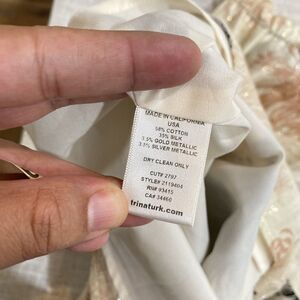 MADE IN CALIFORNIA
USA
58% COTTON
35% SILK
3.5% GOLD METALLIC
3.5% SILVER METALLIC
DRY CLEAN ONLY
CUT# 2797
STYLE# 2119404
RN# 93415
CA# 34460
trinaturk.com